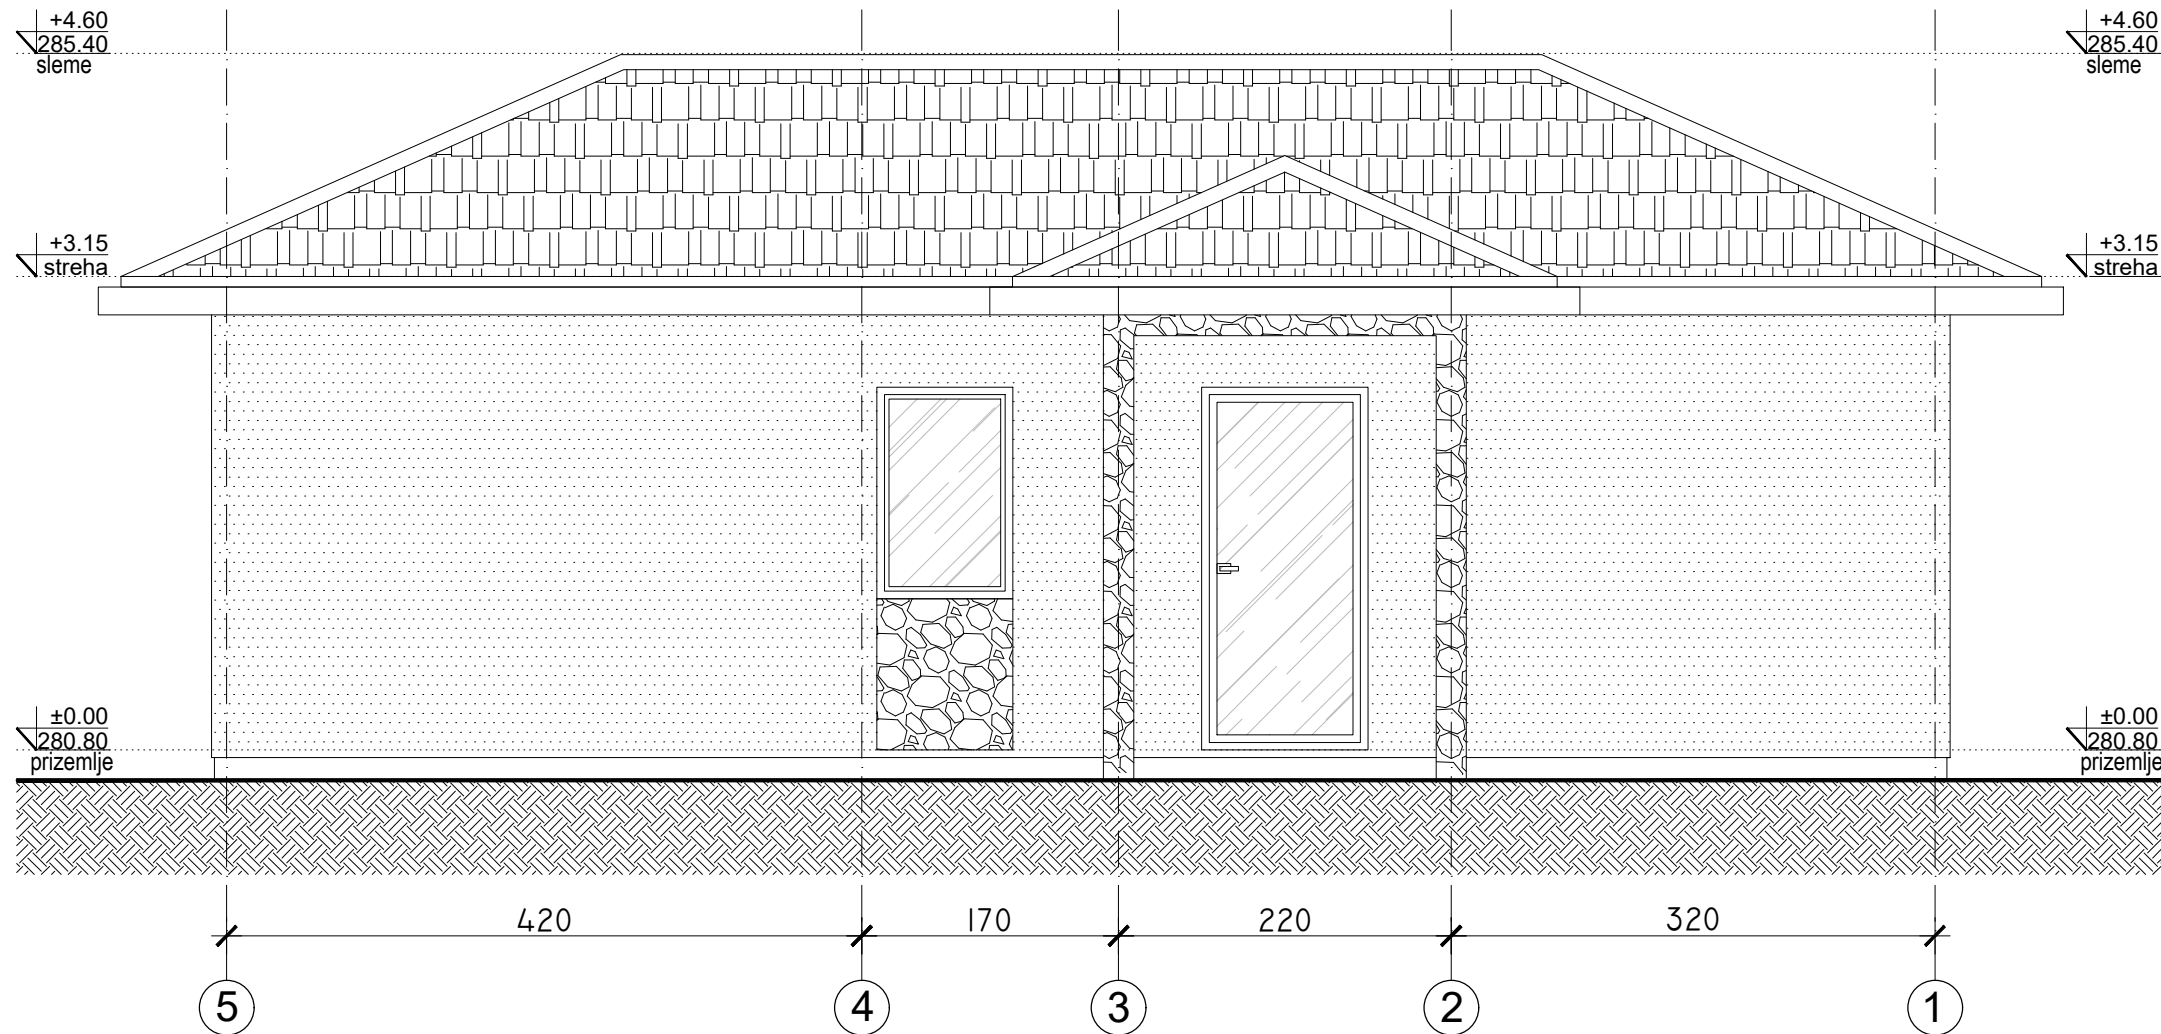 +4.60
285.40
sleme
+4.60
285.40
sleme
+3.15
streha
+3.15
streha
±0.00
280.80
prizemlje
±0.00
280.80
prizemlje
420 170 220 320
5 4 3 2 1